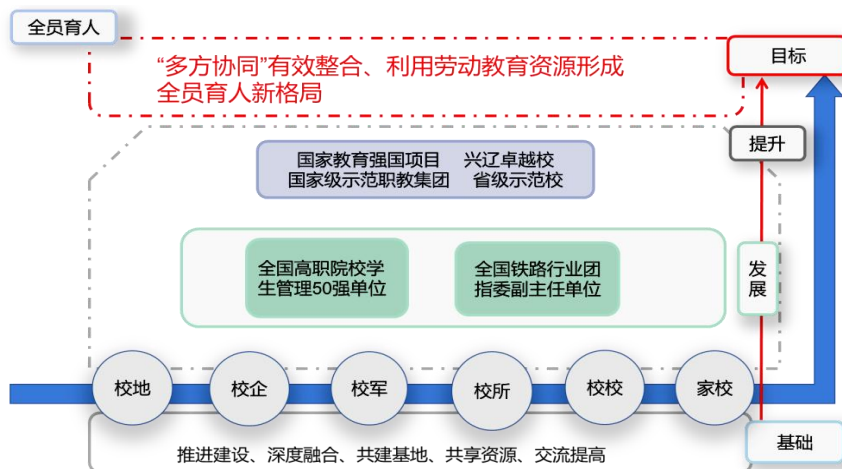 全员育人
“多方协同”有效整合、利用劳动教育资源形成
全员育人新格局
目标
提升
国家教育强国项目 兴辽卓越校
国家级示范职教集团 省级示范校
全国高职院校学
生管理50强单位
全国铁路行业团
指委副主任单位
发
展
校地
校企
校军
校所
校校
家校
推进建设、深度融合、共建基地、共享资源、交流提高
基础